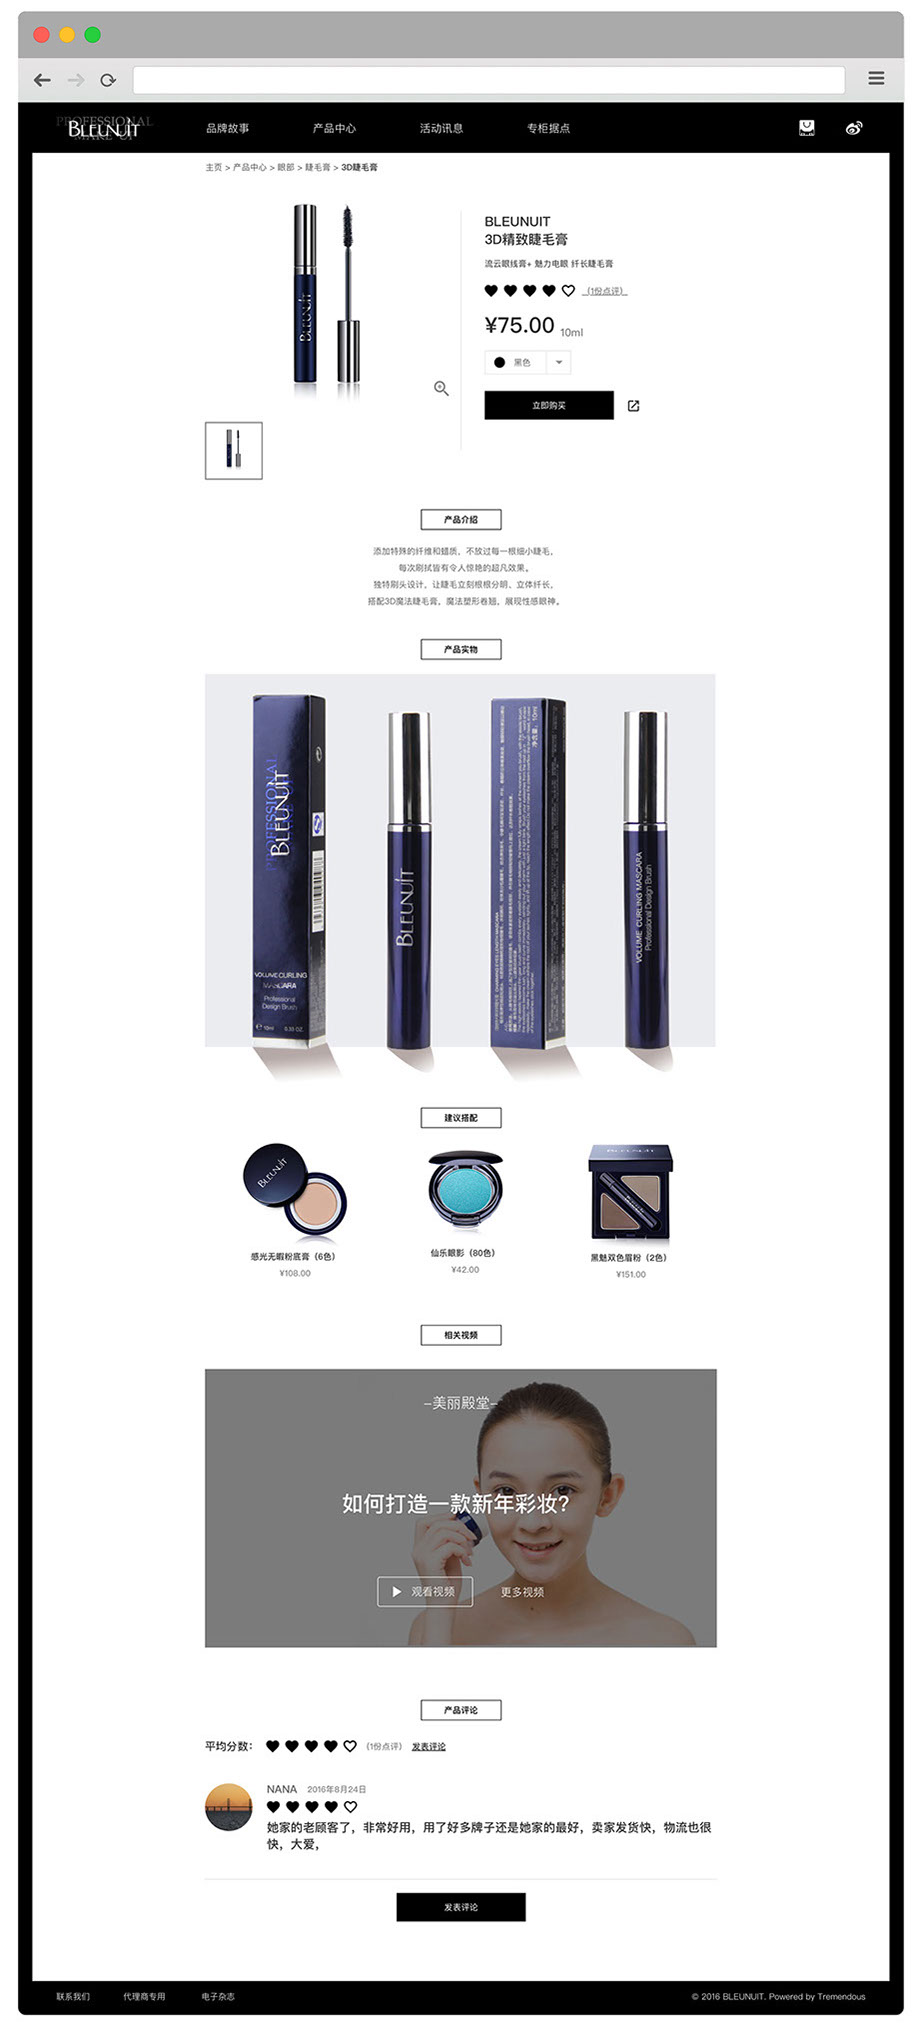 PROFESSIONAL
BLEUNUIT
MAKE UP
品牌故事
产品中心
活动讯息
专柜据点
主页 > 产品中心 > 眼部 > 睫毛膏 > 3D睫毛膏
BLEUNUIT
BLEUNUIT
3D精致睫毛膏
流云眼线膏+ 魅力电眼 纤长睫毛膏
（1份点评）
¥75.00 10ml
黑色
立即购买
产品介绍
添加特殊的纤维和蜡质，不放过每一根细小睫毛，
每次刷拭皆有令人惊艳的超凡效果。
独特刷头设计，让睫毛立刻根根分明、立体纤长，
搭配3D魔法睫毛膏，魔法塑形卷翘，展现性感眼神。
产品实物
PROFESSIONAL
BLEUNUIT
VOLUME CURLING
MASCARA
Professional
Design Brush
10ml 0.35 OZ.
BLEUNUIT
净含量：10ml
VOLUME CURLING MASCARA
Professional Design Brush
建议搭配
BLEUNUIT
BLEUNUIT
感光无暇粉底膏（6色）
¥108.00
仙乐眼影（80色）
¥42.00
黑魅双色眉粉（2色）
¥151.00
相关视频
–美丽殿堂–
如何打造一款新年彩妆？
观看视频
更多视频
产品评论
平均分数：
（1份点评）
发表评论
NANA 2016年8月24日
她家的老顾客了，非常好用，用了好多牌子还是她家的最好，卖家发货快，物流也很
快，大爱，
发表评论
联系我们
代理商专用
电子杂志
© 2016 BLEUNUIT. Powered by Tremendous